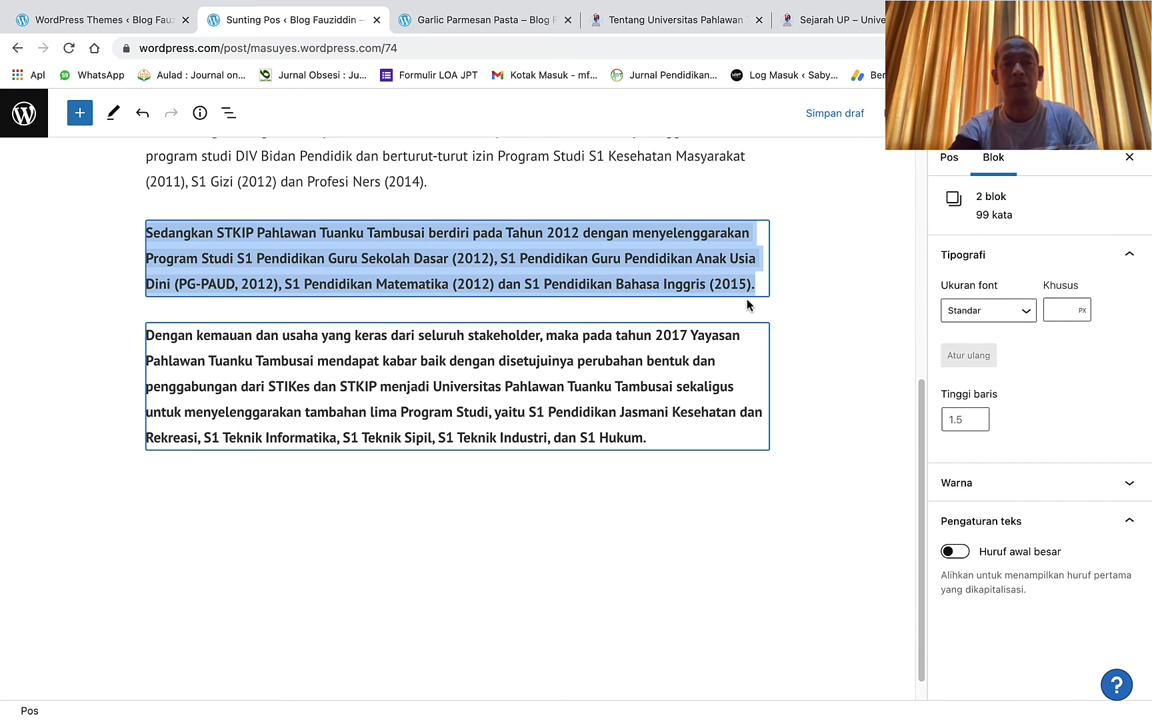 WordPress Themes ‹ Blog Fauz
Sunting Pos ‹ Blog Fauziddin —
Garlic Parmesan Pasta – Blog F
Tentang Universitas Pahlawan
Sejarah UP – Unive
wordpress.com/post/masuyes.wordpress.com/74
Apl
WhatsApp
Aulad : Journal on...
Jurnal Obsesi : Ju...
Formulir LOA JPT
Kotak Masuk - mf...
Jurnal Pendidikan...
Log Masuk ‹ Saby...
Ber
Simpan draf
program studi DIV Bidan Pendidik dan berturut-turut izin Program Studi S1 Kesehatan Masyarakat
(2011), S1 Gizi (2012) dan Profesi Ners (2014).
Sedangkan STKIP Pahlawan Tuanku Tambusai berdiri pada Tahun 2012 dengan menyelenggarakan
Program Studi S1 Pendidikan Guru Sekolah Dasar (2012), S1 Pendidikan Guru Pendidikan Anak Usia
Dini (PG-PAUD, 2012), S1 Pendidikan Matematika (2012) dan S1 Pendidikan Bahasa Inggris (2015).
Dengan kemauan dan usaha yang keras dari seluruh stakeholder, maka pada tahun 2017 Yayasan
Pahlawan Tuanku Tambusai mendapat kabar baik dengan disetujuinya perubahan bentuk dan
penggabungan dari STIKes dan STKIP menjadi Universitas Pahlawan Tuanku Tambusai sekaligus
untuk menyelenggarakan tambahan lima Program Studi, yaitu S1 Pendidikan Jasmani Kesehatan dan
Rekreasi, S1 Teknik Informatika, S1 Teknik Sipil, S1 Teknik Industri, dan S1 Hukum.
Pos
Blok
2 blok
99 kata
Tipografi
Ukuran font
Khusus
Standar
PX
Atur ulang
Tinggi baris
1.5
Warna
Pengaturan teks
Huruf awal besar
Alihkan untuk menampilkan huruf pertama
yang dikapitalisasi.
?
Pos